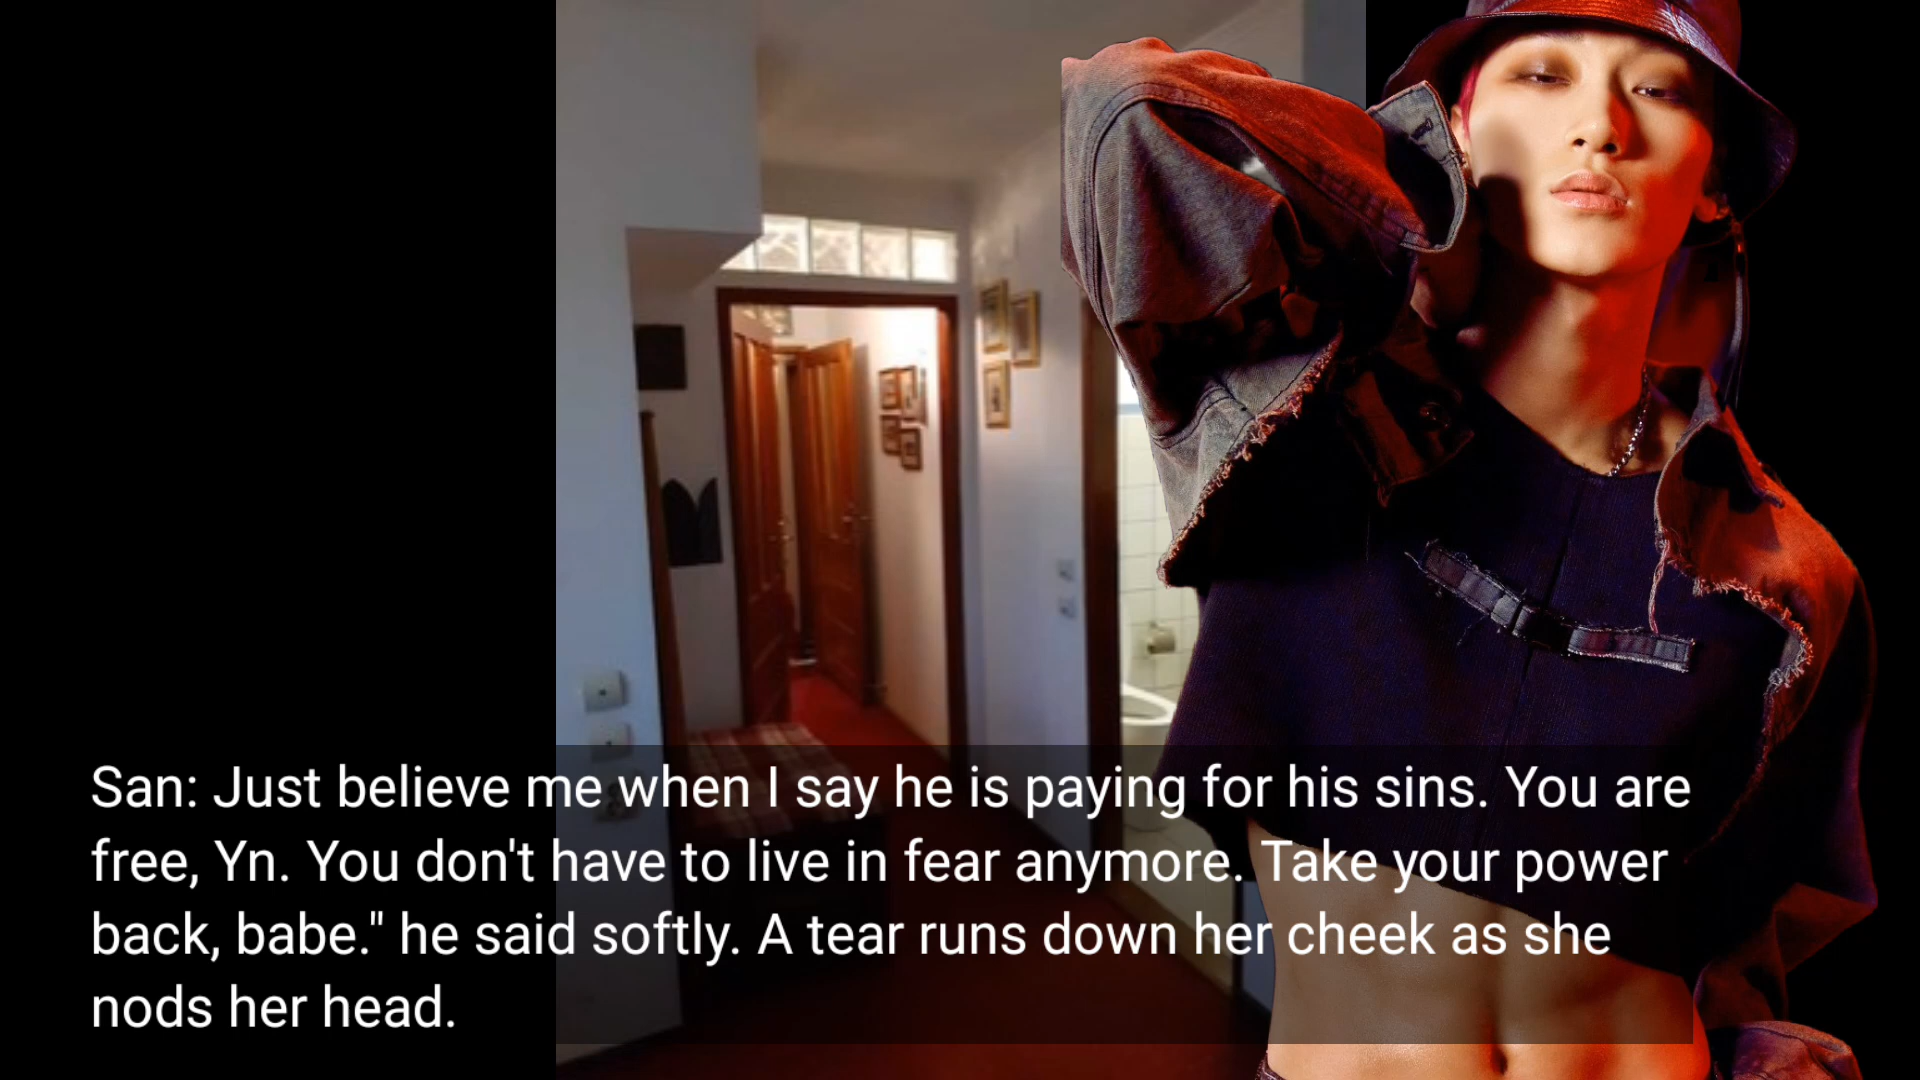 San: Just believe me when I say he is paying for his sins. You are
free, Yn. You don't have to live in fear anymore. Take your power
back, babe." he said softly. A tear runs down her cheek as she
nods her head.